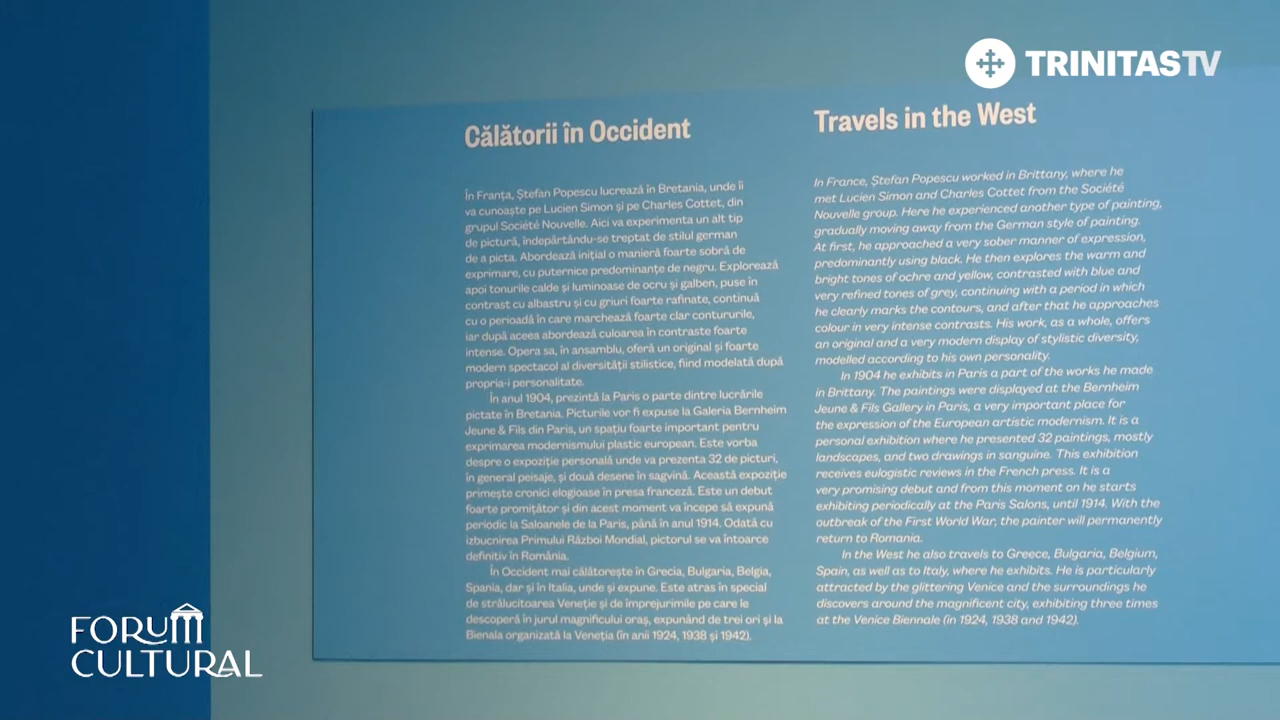 TRINITAS TV
Călătorii în Occident
În Franța, Ștefan Popescu lucrează în Bretania, unde îi
va cunoaște pe Lucien Simon și pe Charles Cottet, din
grupul Société Nouvelle. Aici va experimenta un alt tip
de pictură, îndepărtându-se treptat de stilul german
de a picta. Abordează inițial o manieră foarte sobră de
exprimare, cu puternice predominanțe de negru. Explorează
apoi tonurile calde și luminoase de ocru și galben, puse în
contrast cu albastru și cu griuri foarte rafinate, continuă
cu o perioadă în care marchează foarte clar contururile,
iar după aceea abordează culoarea în contraste foarte
intense. Opera sa, în ansamblu, oferă un original și foarte
modern spectacol al diversității stilistice, fiind modelată după
propria-i personalitate.
În anul 1904, prezintă la Paris o parte dintre lucrările
pictate în Bretania. Picturile vor fi expuse la Galeria Bernheim
Jeune & Fils din Paris, un spațiu foarte important pentru
exprimarea modernismului plastic european. Este vorba
despre o expoziție personală unde va prezenta 32 de picturi,
în general peisaje, și două desene în sagvină. Această expoziție
primește cronici elogioase în presa franceză. Este un debut
foarte promițător și din acest moment va începe să expună
periodic la Saloanele de la Paris, până în anul 1914. Odată cu
izbucnirea Primului Război Mondial, pictorul se va întoarce
definitiv în România.
În Occident mai călătorește în Grecia, Bulgaria, Belgia,
Spania, dar și în Italia, unde și expune. Este atras în special
de strălucitoarea Veneție și de împrejurimile pe care le
descoperă în jurul magnificului oraș, expunând de trei ori și la
Bienala organizată la Veneția (în anii 1924, 1938 și 1942).
Travels in the West
In France, Ștefan Popescu worked in Brittany, where he
met Lucien Simon and Charles Cottet from the Société
Nouvelle group. Here he experienced another type of painting,
gradually moving away from the German style of painting.
At first, he approached a very sober manner of expression,
predominantly using black. He then explores the warm and
bright tones of ochre and yellow, contrasted with blue and
very refined tones of grey, continuing with a period in which
he clearly marks the contours, and after that he approaches
colour in very intense contrasts. His work, as a whole, offers
an original and a very modern display of stylistic diversity,
modelled according to his own personality.
In 1904 he exhibits in Paris a part of the works he made
in Brittany. The paintings were displayed at the Bernheim
Jeune & Fils Gallery in Paris, a very important place for
the expression of the European artistic modernism. It is a
personal exhibition where he presented 32 paintings, mostly
landscapes, and two drawings in sanguine. This exhibition
receives eulogistic reviews in the French press. It is a
very promising debut and from this moment on he starts
exhibiting periodically at the Paris Salons, until 1914. With the
outbreak of the First World War, the painter will permanently
return to Romania.
In the West he also travels to Greece, Bulgaria, Belgium,
Spain, as well as to Italy, where he exhibits. He is particularly
attracted by the glittering Venice and the surroundings he
discovers around the magnificent city, exhibiting three times
at the Venice Biennale (in 1924, 1938 and 1942).
FORUM
CULTURAL